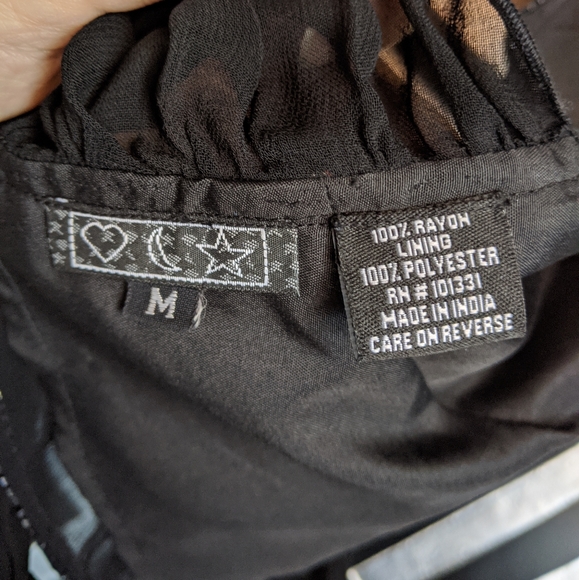 M
100% RAYON
LINING
100% POLYESTER
RN # 101331
MADE IN INDIA
CARE ON REVERSE